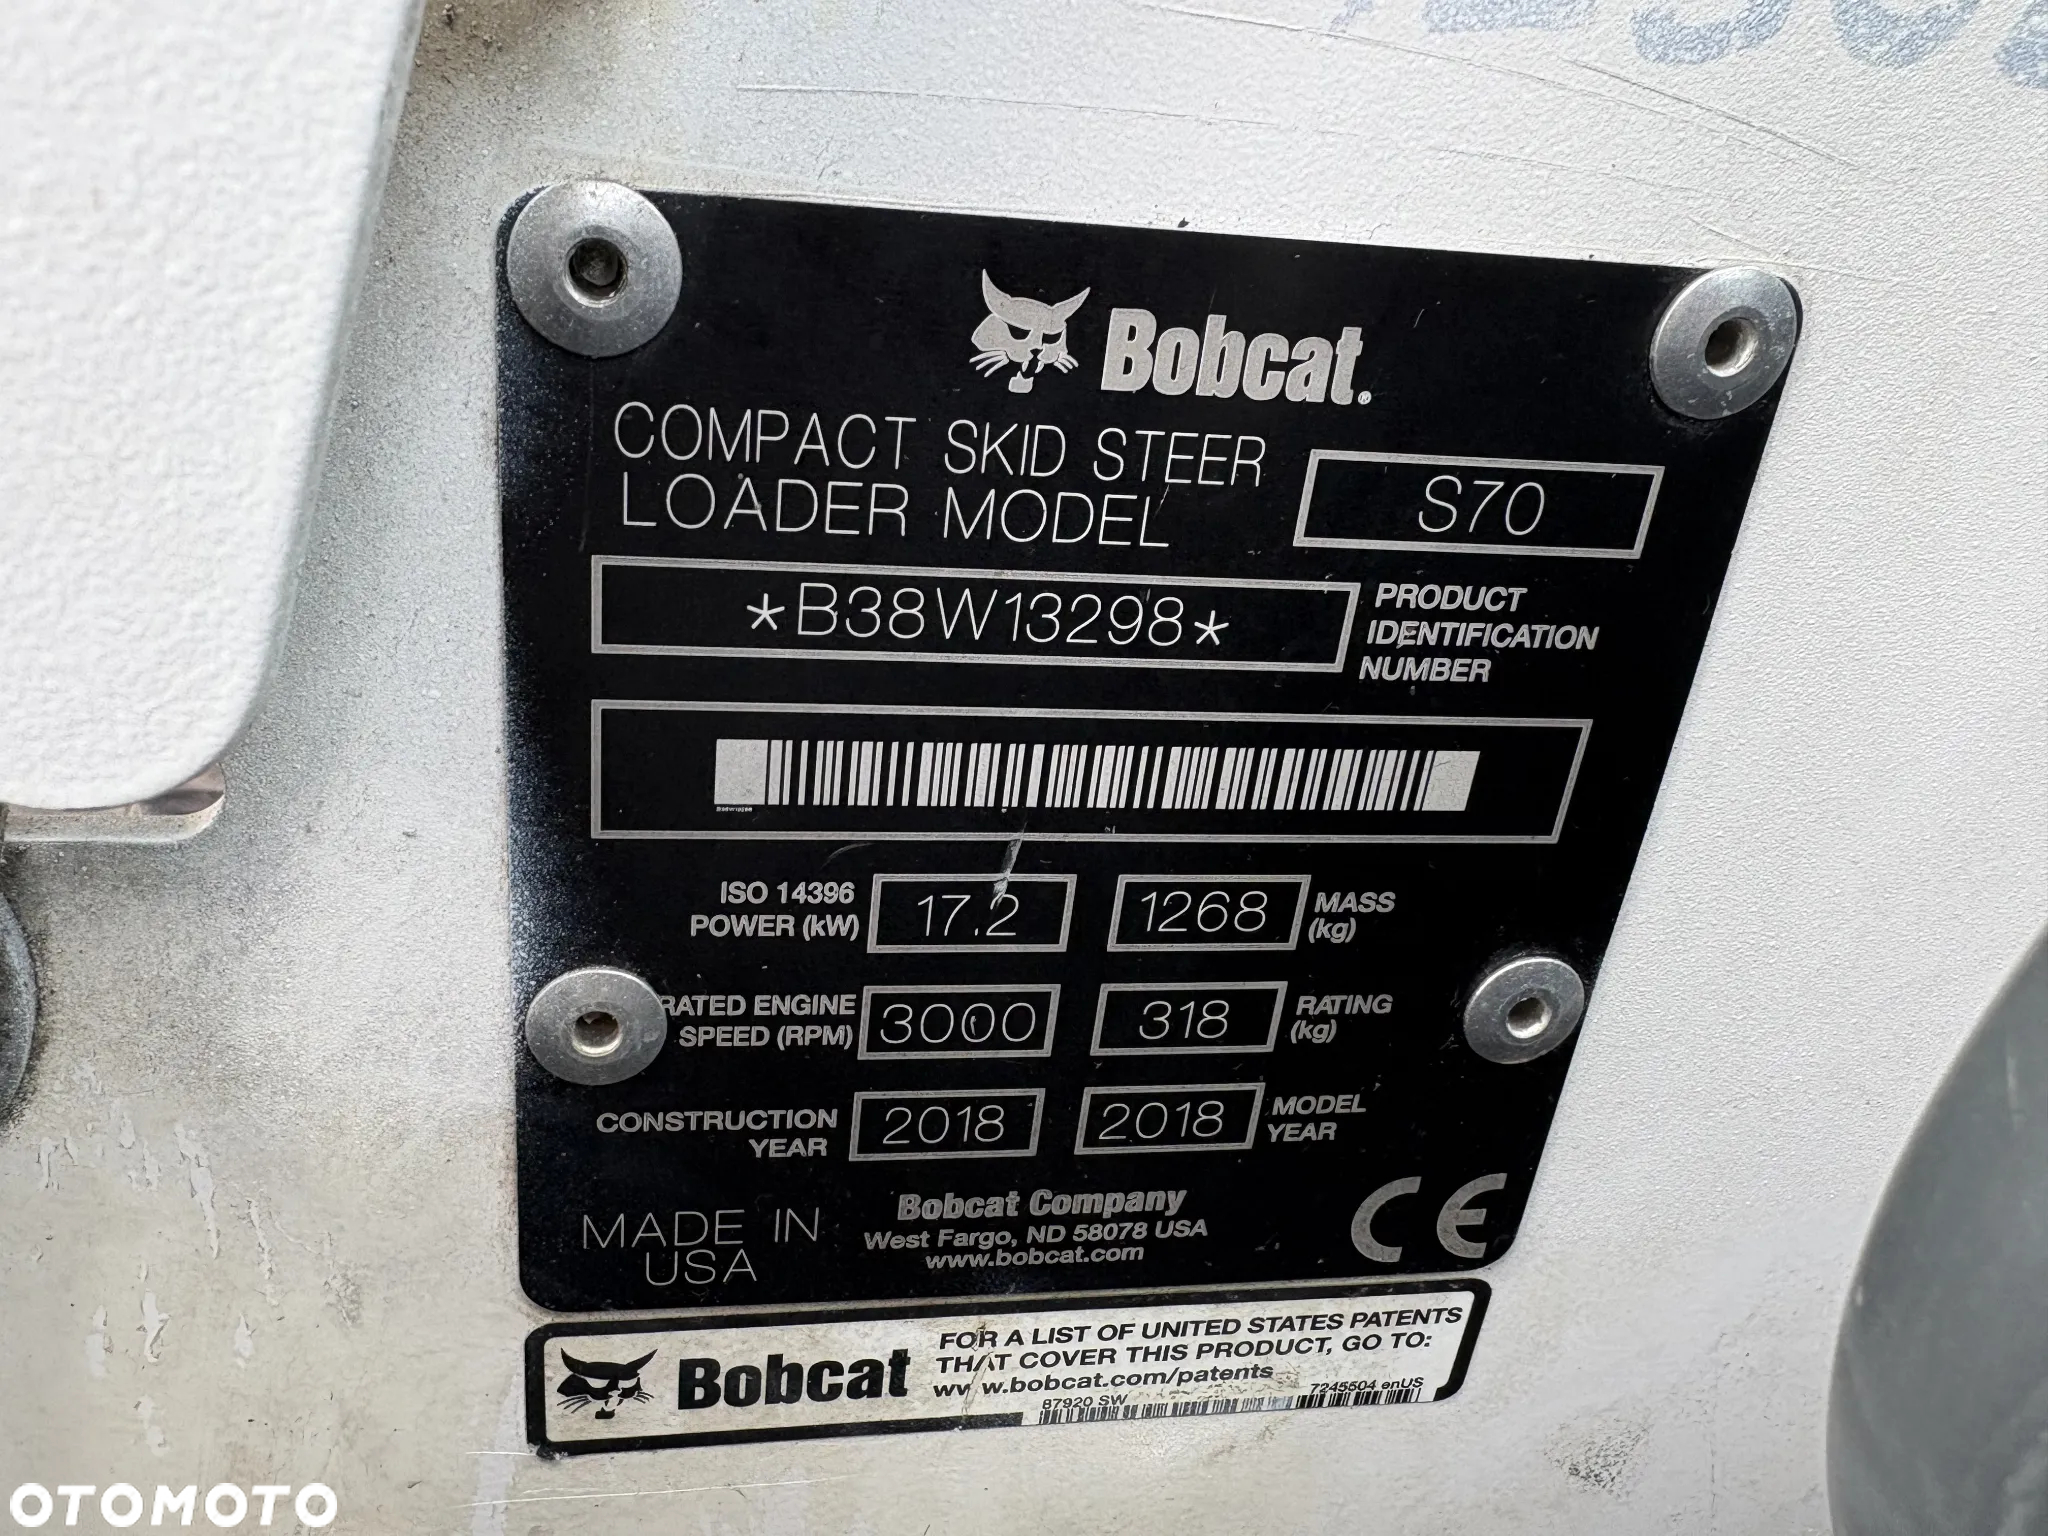 Bobcat®
COMPACT SKID STEER
LOADER MODEL
S70
*B38W13298*
PRODUCT
IDENTIFICATION
NUMBER
B38W13298
ISO 14396
POWER (kW)
17.2
1268
MASS
(kg)
RATED ENGINE
SPEED (RPM)
3000
318
RATING
(kg)
CONSTRUCTION
YEAR
2018
2018
MODEL
YEAR
MADE IN
USA
Bobcat Company
West Fargo, ND 58078 USA
www.bobcat.com
CE
Bobcat
FOR A LIST OF UNITED STATES PATENTS
THAT COVER THIS PRODUCT, GO TO:
www.bobcat.com/patents
87920 SW
7245504 enUS
OTOMOTO